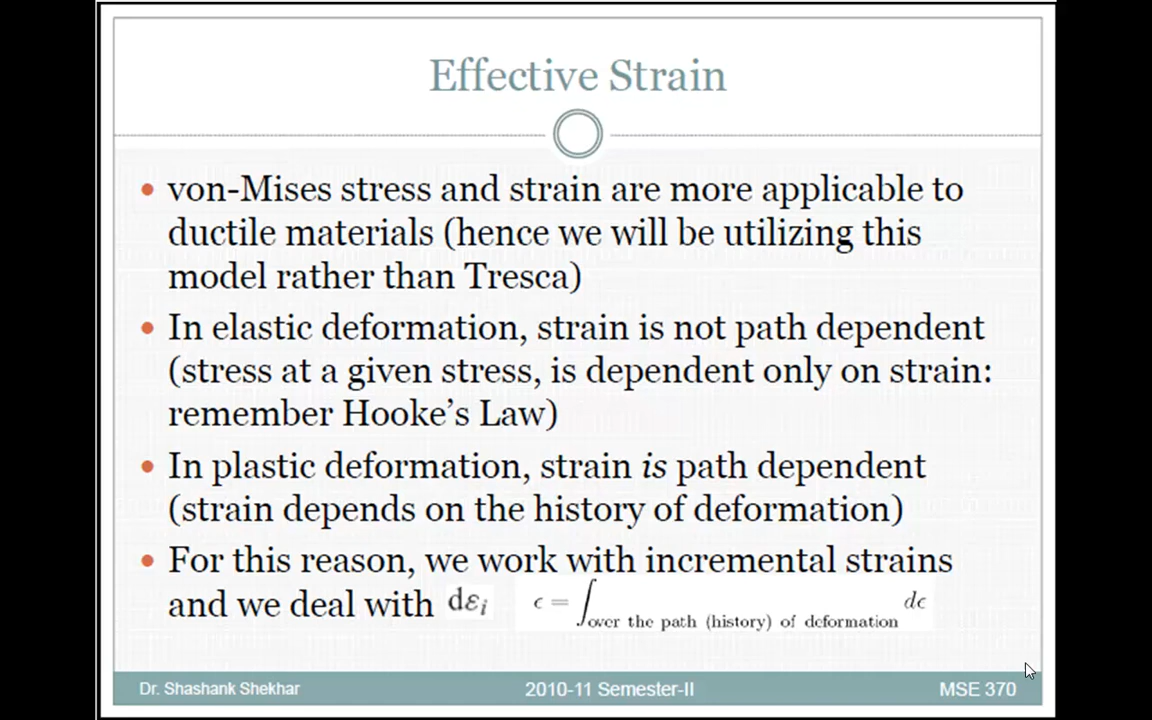 Effective Strain
• von-Mises stress and strain are more applicable to
ductile materials (hence we will be utilizing this
model rather than Tresca)
• In elastic deformation, strain is not path dependent
(stress at a given stress, is dependent only on strain:
remember Hooke's Law)
• In plastic deformation, strain is path dependent
(strain depends on the history of deformation)
• For this reason, we work with incremental strains
and we deal with dεᵢ ϵ = ∫over the path (history) of deformation dϵ
Dr. Shashank Shekhar 2010-11 Semester-II MSE 370